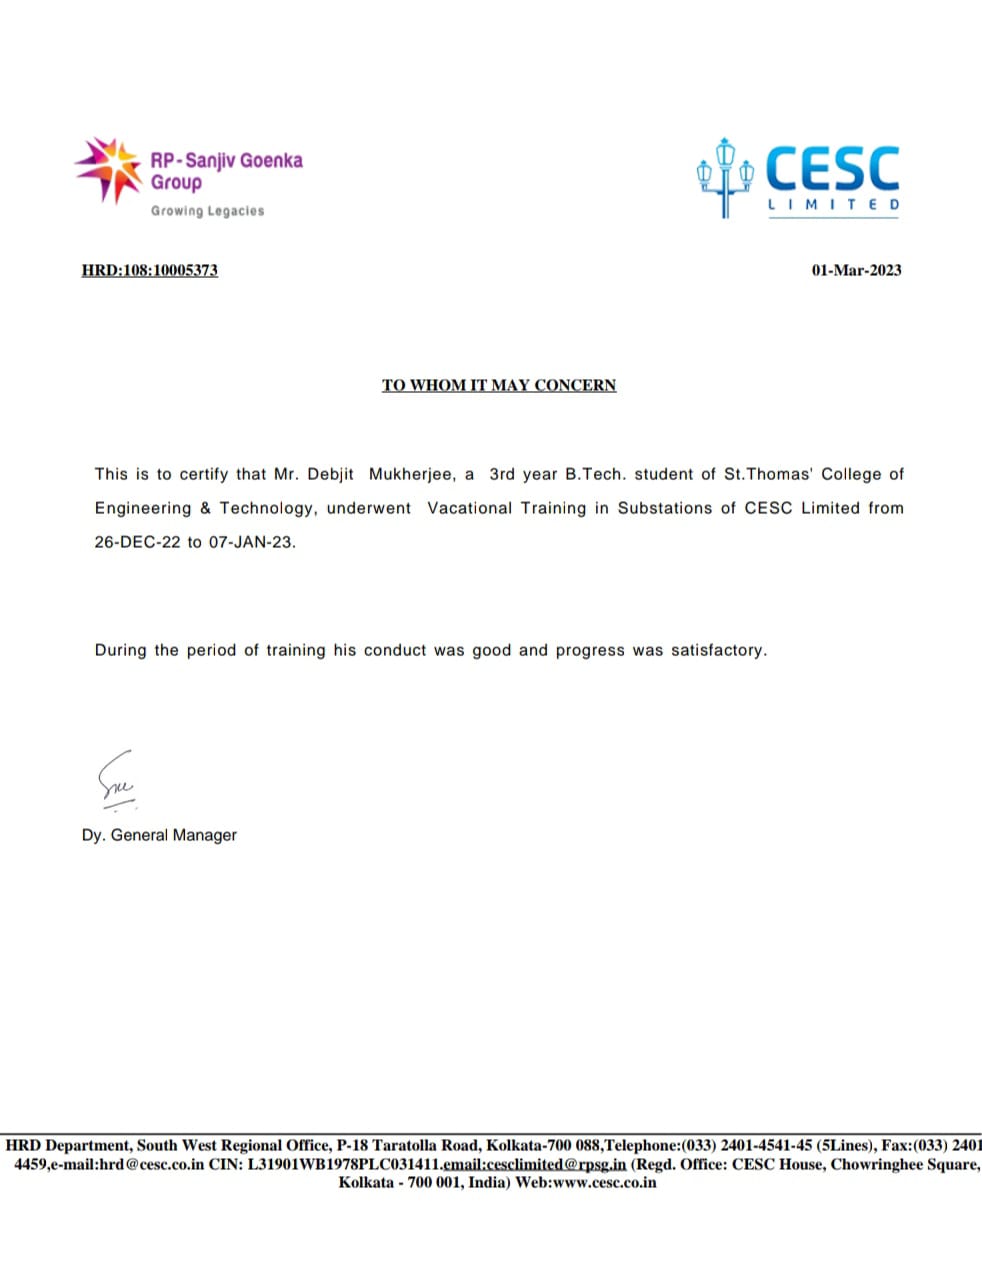 RP-Sanjiv Goenka
Group
Growing Legacies
CESC
LIMITED
HRD:108:10005373
01-Mar-2023
TO WHOM IT MAY CONCERN
This is to certify that Mr. Debjit Mukherjee, a 3rd year B.Tech. student of St.Thomas' College of
Engineering & Technology, underwent Vacational Training in Substations of CESC Limited from
26-DEC-22 to 07-JAN-23.
During the period of training his conduct was good and progress was satisfactory.
Dy. General Manager
HRD Department, South West Regional Office, P-18 Taratolla Road, Kolkata-700 088,Telephone:(033) 2401-4541-45 (5Lines), Fax:(033) 2401
4459,e-mail:hrd@cesc.co.in CIN: L31901WB1978PLC031411.email:cesclimited@rpsg.in (Regd. Office: CESC House, Chowringhee Square,
Kolkata - 700 001, India) Web:www.cesc.co.in